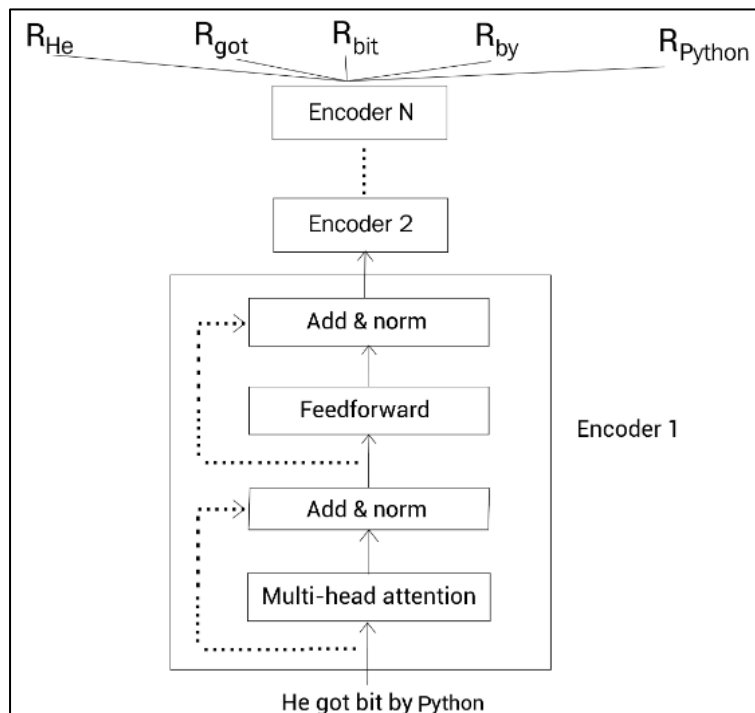 R_He R_got R_bit R_by R_Python
Encoder N
Encoder 2
Add & norm
Feedforward
Encoder 1
Add & norm
Multi-head attention
He got bit by Python